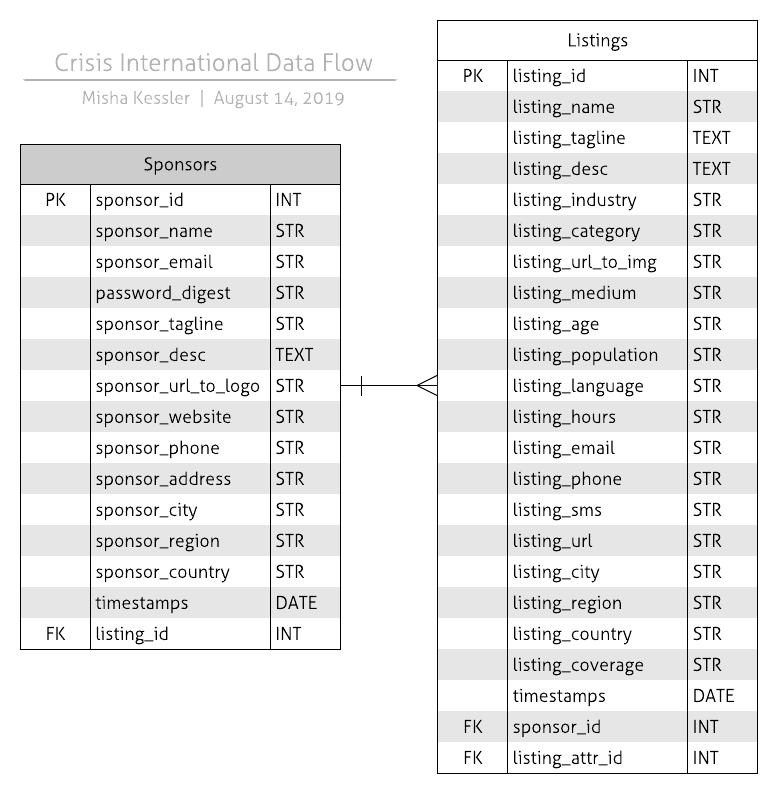 Crisis International Data Flow
Misha Kessler | August 14, 2019
Sponsors
PK sponsor_id INT
sponsor_name STR
sponsor_email STR
password_digest STR
sponsor_tagline STR
sponsor_desc TEXT
sponsor_url_to_logo STR
sponsor_website STR
sponsor_phone STR
sponsor_address STR
sponsor_city STR
sponsor_region STR
sponsor_country STR
timestamps DATE
FK listing_id INT
Listings
PK listing_id INT
listing_name STR
listing_tagline TEXT
listing_desc TEXT
listing_industry STR
listing_category STR
listing_url_to_img STR
listing_medium STR
listing_age STR
listing_population STR
listing_language STR
listing_hours STR
listing_email STR
listing_phone STR
listing_sms STR
listing_url STR
listing_city STR
listing_region STR
listing_country STR
listing_coverage STR
timestamps DATE
FK sponsor_id INT
FK listing_attr_id INT